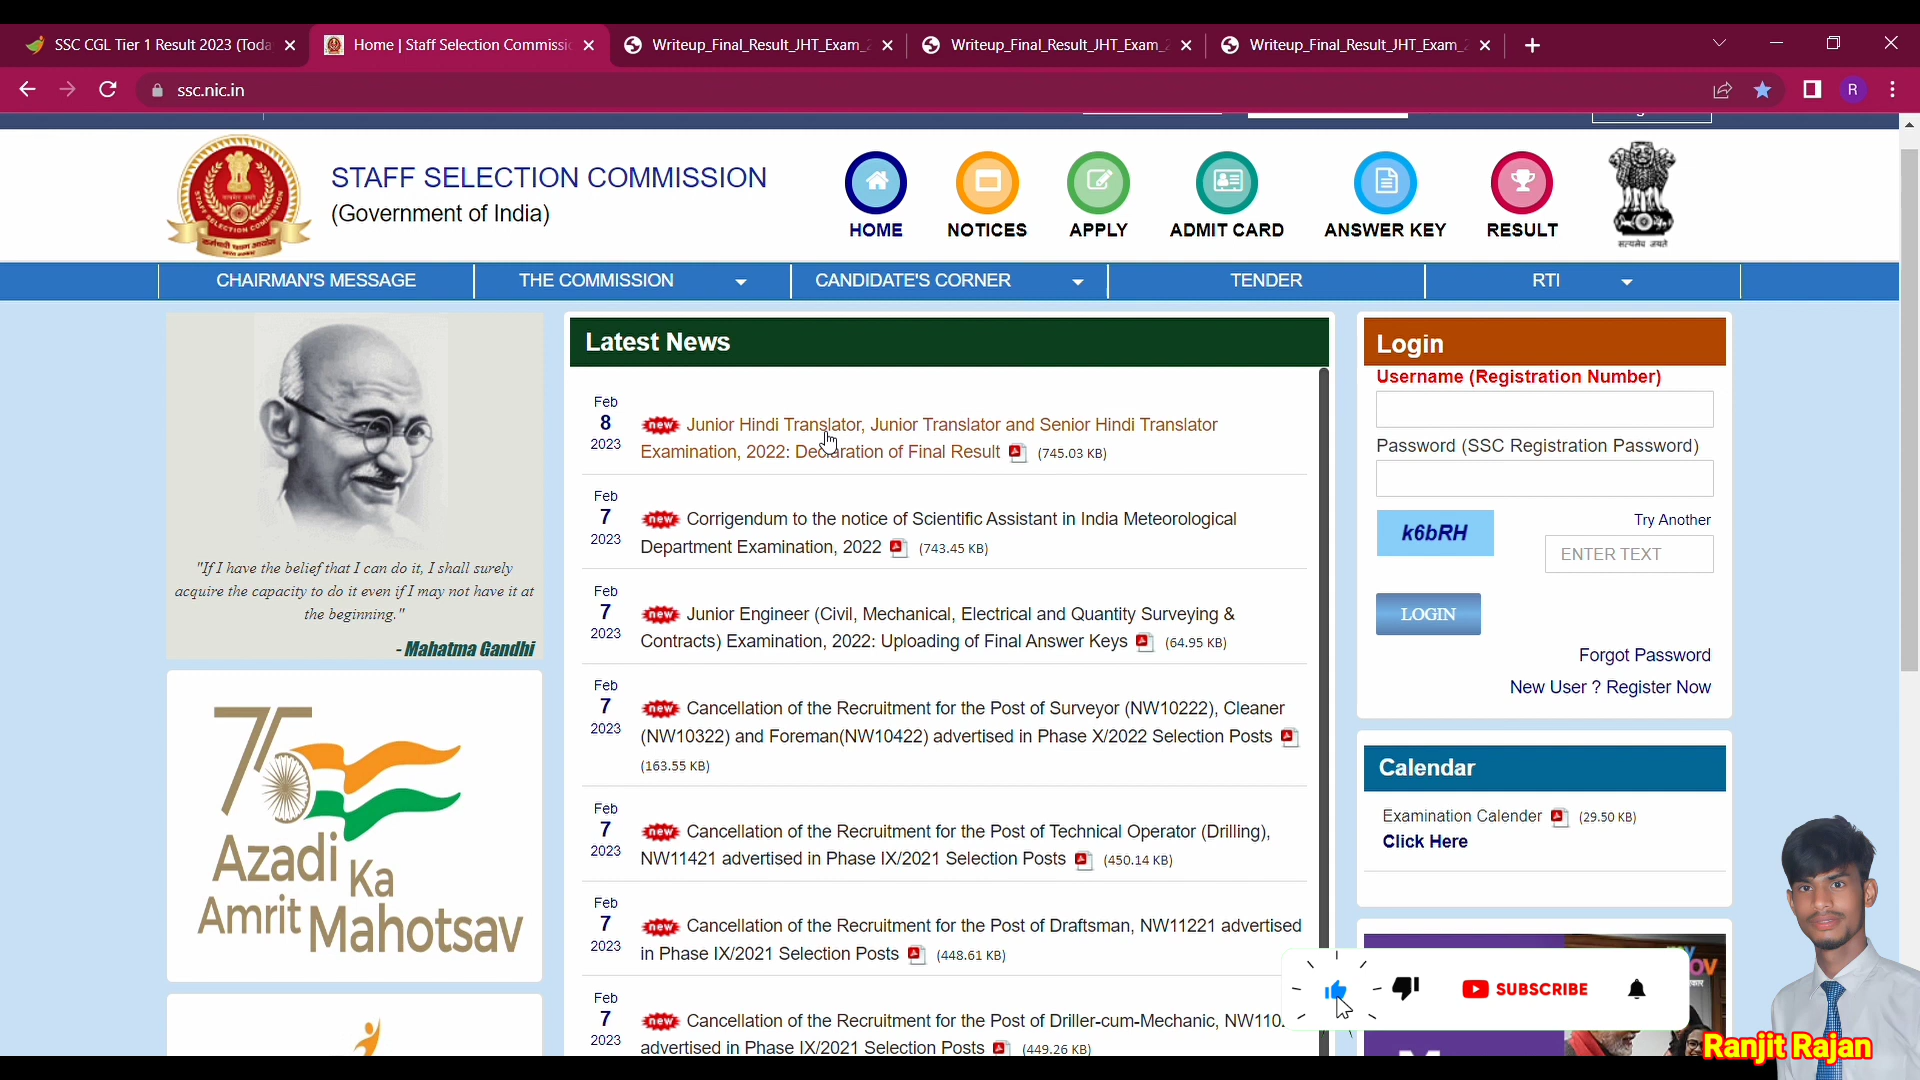 SSC CGL Tier 1 Result 2023 (Toda
Home | Staff Selection Commissi
Writeup_Final_Result_JHT_Exam_2
Writeup_Final_Result_JHT_Exam_2
Writeup_Final_Result_JHT_Exam_2
ssc.nic.in
R
STAFF SELECTION COMMISSION
(Government of India)
HOME
NOTICES
APPLY
ADMIT CARD
ANSWER KEY
RESULT
सत्यमेव जयते
CHAIRMAN'S MESSAGE
THE COMMISSION
CANDIDATE'S CORNER
TENDER
RTI
"If I have the belief that I can do it, I shall surely
acquire the capacity to do it even if I may not have it at
the beginning."
- Mahatma Gandhi
75
Azadi Ka
Amrit Mahotsav
Latest News
Feb
8
2023
new Junior Hindi Translator, Junior Translator and Senior Hindi Translator
Examination, 2022: Declaration of Final Result (745.03 KB)
Feb
7
2023
new Corrigendum to the notice of Scientific Assistant in India Meteorological
Department Examination, 2022 (743.45 KB)
Feb
7
2023
new Junior Engineer (Civil, Mechanical, Electrical and Quantity Surveying &
Contracts) Examination, 2022: Uploading of Final Answer Keys (64.95 KB)
Feb
7
2023
new Cancellation of the Recruitment for the Post of Surveyor (NW10222), Cleaner
(NW10322) and Foreman(NW10422) advertised in Phase X/2022 Selection Posts
(163.55 KB)
Feb
7
2023
new Cancellation of the Recruitment for the Post of Technical Operator (Drilling),
NW11421 advertised in Phase IX/2021 Selection Posts (450.14 KB)
Feb
7
2023
new Cancellation of the Recruitment for the Post of Draftsman, NW11221 advertised
in Phase IX/2021 Selection Posts (448.61 KB)
Feb
7
2023
new Cancellation of the Recruitment for the Post of Driller-cum-Mechanic, NW110
advertised in Phase IX/2021 Selection Posts (449.26 KB)
Login
Username (Registration Number)
Password (SSC Registration Password)
k6bRH
Try Another
ENTER TEXT
LOGIN
Forgot Password
New User ? Register Now
Calendar
Examination Calender (29.50 KB)
Click Here
SUBSCRIBE
Ranjit Rajan